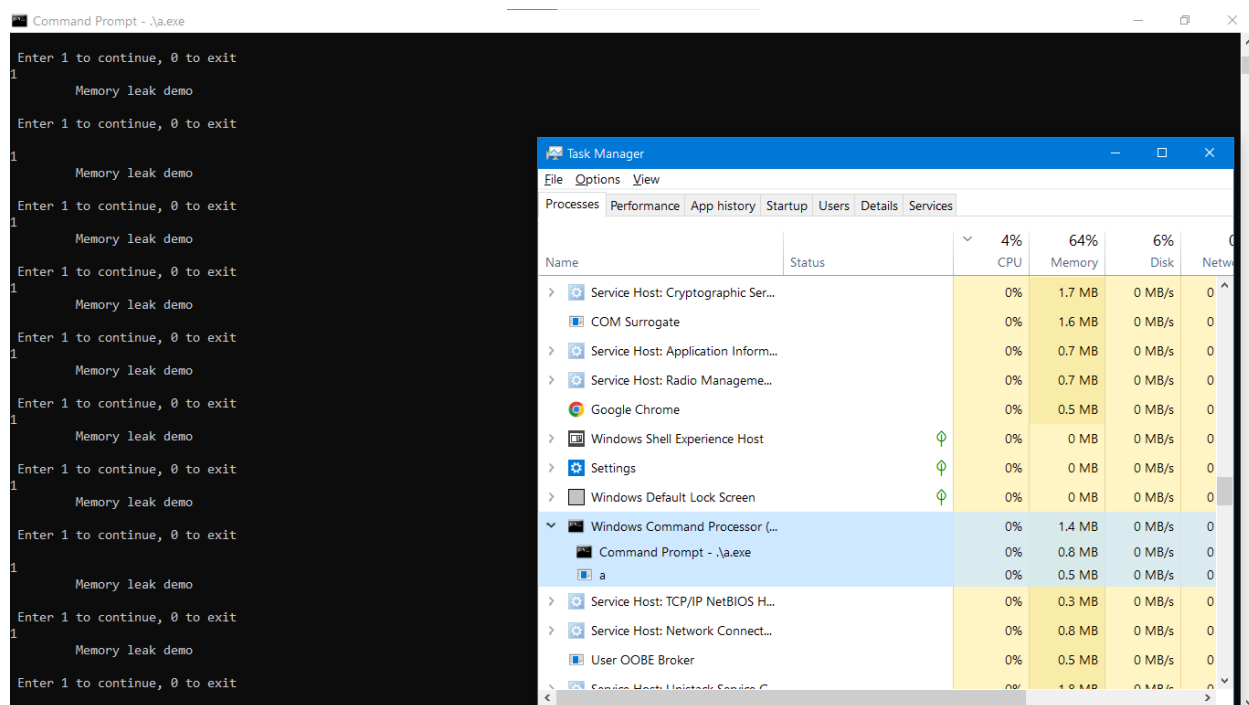 Command Prompt - .\a.exe
Enter 1 to continue, 0 to exit
1
Memory leak demo
Enter 1 to continue, 0 to exit
1
Memory leak demo
Enter 1 to continue, 0 to exit
1
Memory leak demo
Enter 1 to continue, 0 to exit
1
Memory leak demo
Enter 1 to continue, 0 to exit
1
Memory leak demo
Enter 1 to continue, 0 to exit
1
Memory leak demo
Enter 1 to continue, 0 to exit
1
Memory leak demo
Enter 1 to continue, 0 to exit
1
Memory leak demo
Enter 1 to continue, 0 to exit
1
Memory leak demo
Enter 1 to continue, 0 to exit
Task Manager
File Options View
Processes Performance App history Startup Users Details Services
4% 64% 6% 0
Name Status CPU Memory Disk Netw
Service Host: Cryptographic Ser... 0% 1.7 MB 0 MB/s 0
COM Surrogate 0% 1.6 MB 0 MB/s 0
Service Host: Application Inform... 0% 0.7 MB 0 MB/s 0
Service Host: Radio Manageme... 0% 0.7 MB 0 MB/s 0
Google Chrome 0% 0.5 MB 0 MB/s 0
Windows Shell Experience Host 0% 0 MB 0 MB/s 0
Settings 0% 0 MB 0 MB/s 0
Windows Default Lock Screen 0% 0 MB 0 MB/s 0
Windows Command Processor (... 0% 1.4 MB 0 MB/s 0
Command Prompt - .\a.exe 0% 0.8 MB 0 MB/s 0
a 0% 0.5 MB 0 MB/s 0
Service Host: TCP/IP NetBIOS H... 0% 0.3 MB 0 MB/s 0
Service Host: Network Connect... 0% 0.8 MB 0 MB/s 0
User OOBE Broker 0% 0.5 MB 0 MB/s 0
Service Host: Unistack Service G 0% 1.8 MB 0 MB/s 0